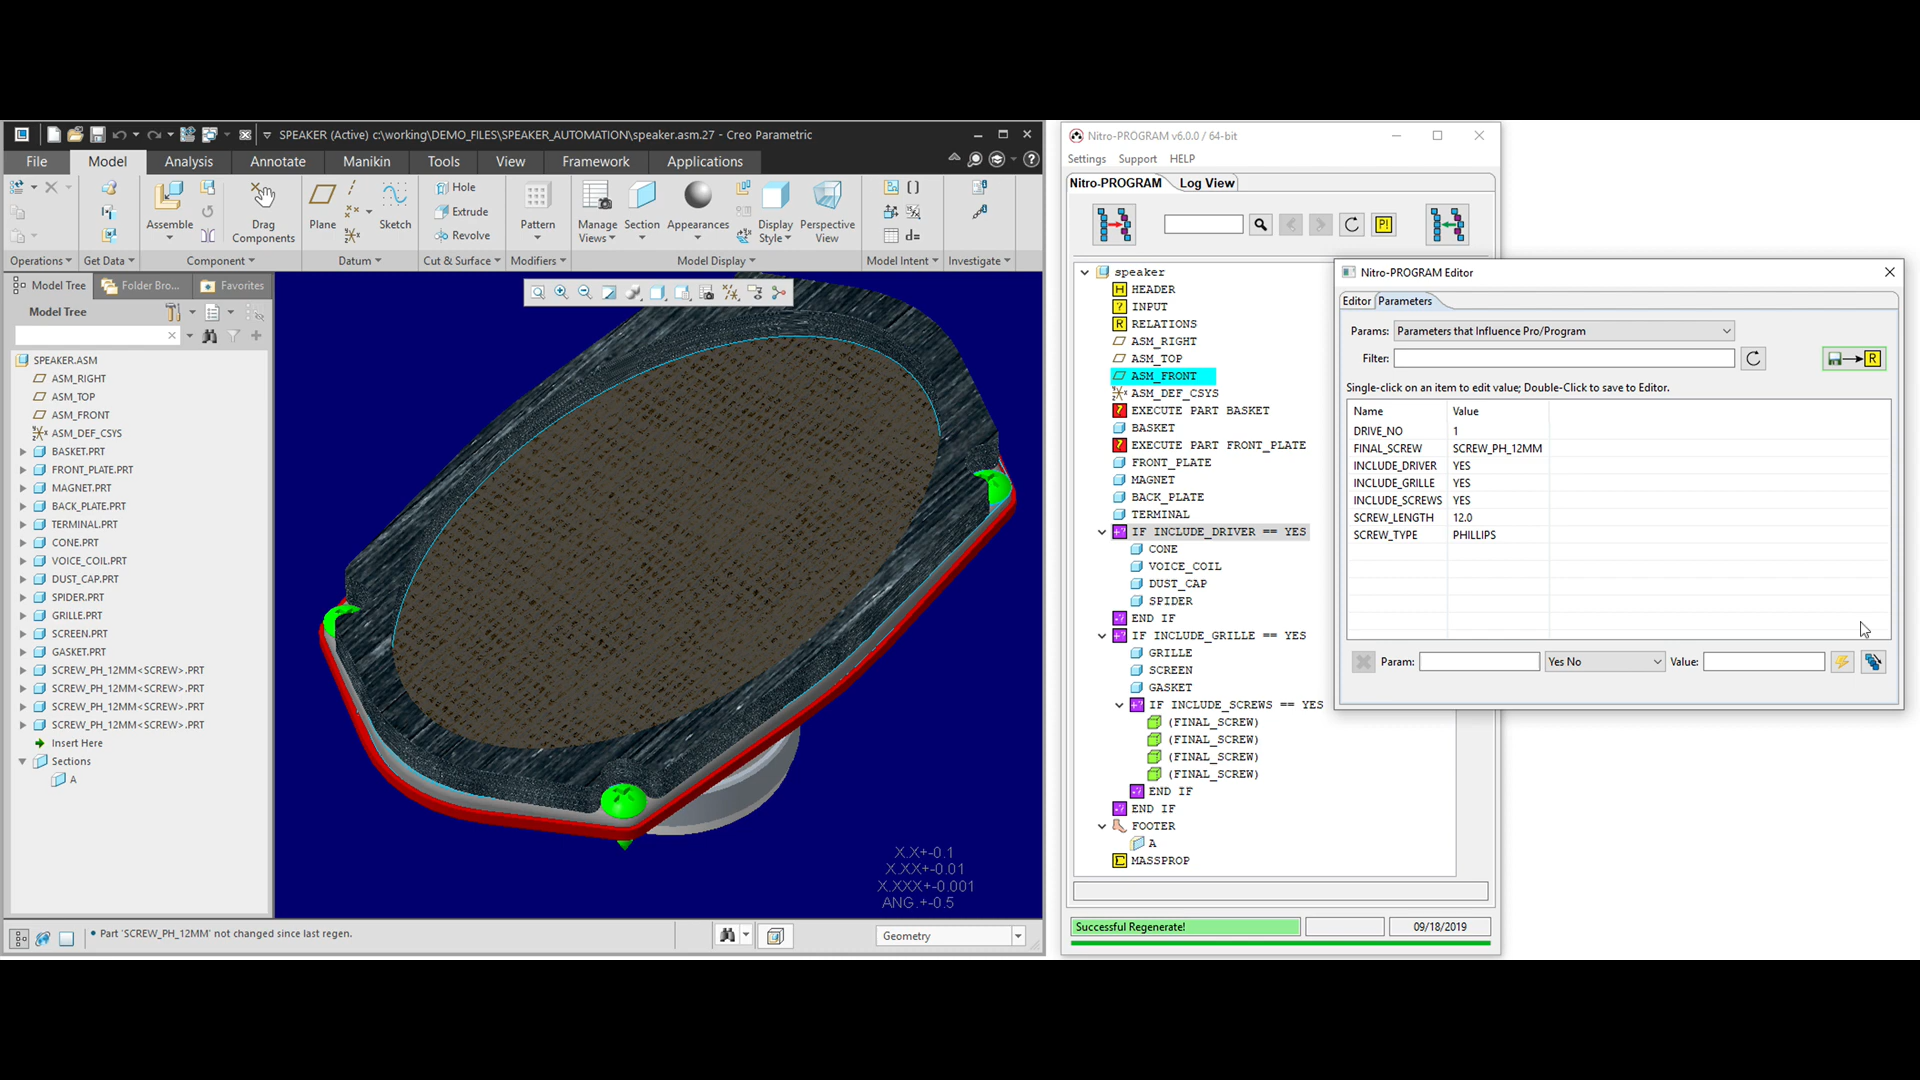 SPEAKER (Active) c:\working\DEMO_FILES\SPEAKER_AUTOMATION\speaker.asm.27 - Creo Parametric
File Model Analysis Annotate Manikin Tools View Framework Applications
Assemble
Drag Components
Plane
Sketch
Hole
Extrude
Revolve
Pattern
Manage Views
Section
Appearances
Display Style
Perspective View
Operations Get Data Component Datum Cut & Surface Modifiers Model Display Model Intent Investigate
Model Tree Folder Bro... Favorites
Model Tree
SPEAKER.ASM
ASM_RIGHT
ASM_TOP
ASM_FRONT
ASM_DEF_CSYS
BASKET.PRT
FRONT_PLATE.PRT
MAGNET.PRT
BACK_PLATE.PRT
TERMINAL.PRT
CONE.PRT
VOICE_COIL.PRT
DUST_CAP.PRT
SPIDER.PRT
GRILLE.PRT
SCREEN.PRT
GASKET.PRT
SCREW_PH_12MM<SCREW>.PRT
SCREW_PH_12MM<SCREW>.PRT
SCREW_PH_12MM<SCREW>.PRT
SCREW_PH_12MM<SCREW>.PRT
Insert Here
Sections
A
X.X+-0.1
X.XX+-0.01
X.XXX+-0.001
ANG.+-0.5
• Part 'SCREW_PH_12MM' not changed since last regen.
Geometry
Nitro-PROGRAM v6.0.0 / 64-bit
Settings Support HELP
Nitro-PROGRAM Log View
P!
speaker
H HEADER
? INPUT
R RELATIONS
ASM_RIGHT
ASM_TOP
ASM_FRONT
ASM_DEF_CSYS
EXECUTE PART BASKET
BASKET
EXECUTE PART FRONT_PLATE
FRONT_PLATE
MAGNET
BACK_PLATE
TERMINAL
IF INCLUDE_DRIVER == YES
CONE
VOICE_COIL
DUST_CAP
SPIDER
END IF
IF INCLUDE_GRILLE == YES
GRILLE
SCREEN
GASKET
IF INCLUDE_SCREWS == YES
(FINAL_SCREW)
(FINAL_SCREW)
(FINAL_SCREW)
(FINAL_SCREW)
END IF
END IF
FOOTER
A
Σ MASSPROP
Successful Regenerate!
09/18/2019
Nitro-PROGRAM Editor
Editor Parameters
Params: Parameters that Influence Pro/Program
Filter:
R
Single-click on an item to edit value; Double-Click to save to Editor.
Name Value
DRIVE_NO 1
FINAL_SCREW SCREW_PH_12MM
INCLUDE_DRIVER YES
INCLUDE_GRILLE YES
INCLUDE_SCREWS YES
SCREW_LENGTH 12.0
SCREW_TYPE PHILLIPS
Param: Yes No Value: